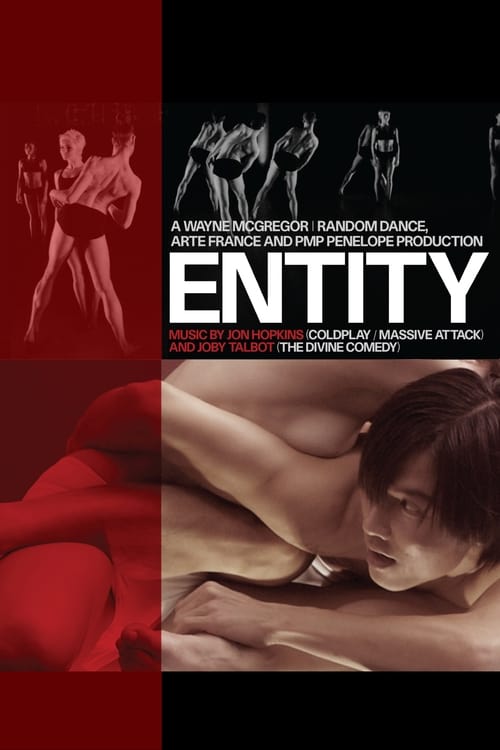 A WAYNE MCGREGOR | RANDOM DANCE,
ARTE FRANCE AND PMP PENELOPE PRODUCTION
ENTITY
MUSIC BY JON HOPKINS (COLDPLAY / MASSIVE ATTACK)
AND JOBY TALBOT (THE DIVINE COMEDY)